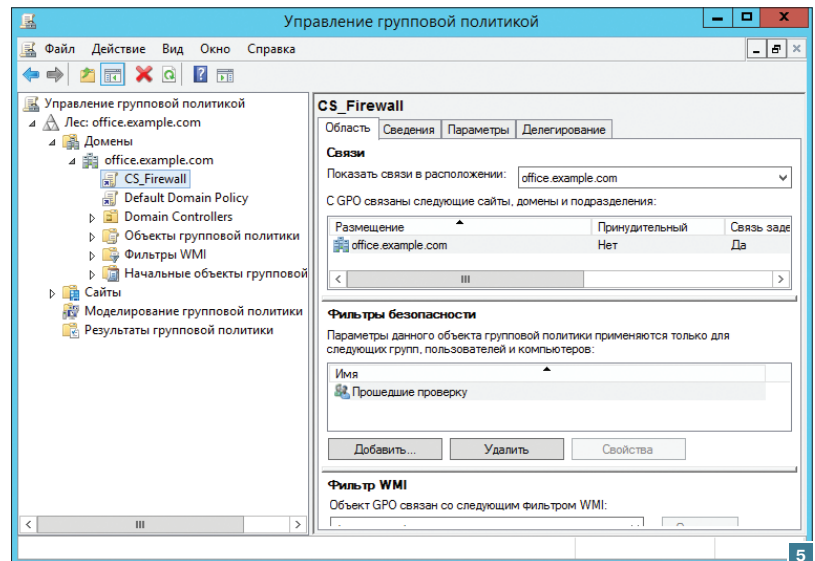 Управление групповой политикой
Файл Действие Вид Окно Справка
Управление групповой политикой
Лес: office.example.com
Домены
office.example.com
CS_Firewall
Default Domain Policy
Domain Controllers
Объекты групповой политики
Фильтры WMI
Начальные объекты групповой
Сайты
Моделирование групповой политики
Результаты групповой политики
CS_Firewall
Область Сведения Параметры Делегирование
Связи
Показать связи в расположении: office.example.com
С GPO связаны следующие сайты, домены и подразделения:
Размещение Принудительный Связь заде
office.example.com Нет Да
Фильтры безопасности
Параметры данного объекта групповой политики применяются только для
следующих групп, пользователей и компьютеров:
Имя
Прошедшие проверку
Добавить... Удалить Свойства
Фильтр WMI
Объект GPO связан со следующим фильтром WMI:
5